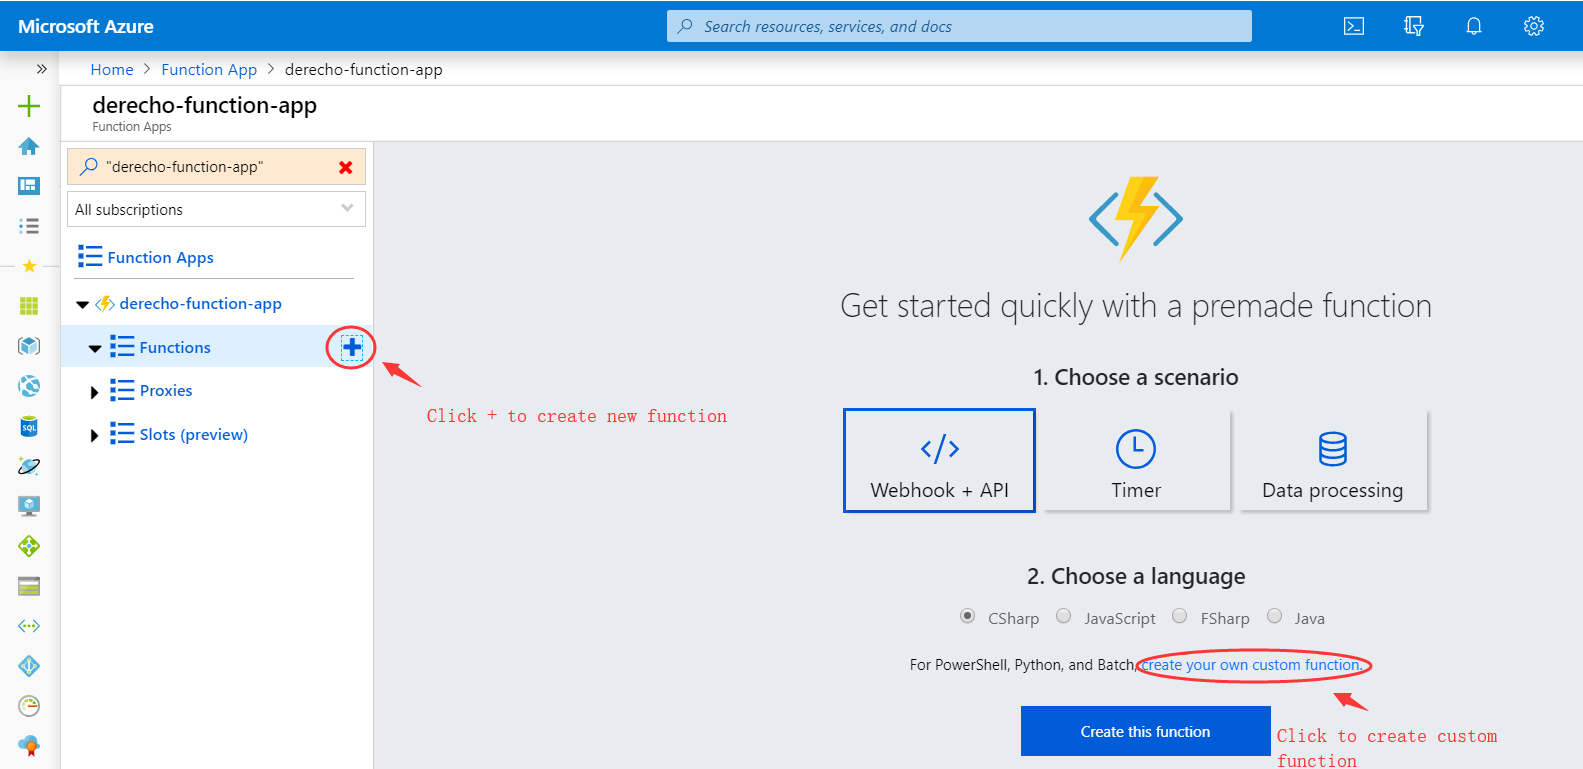 Microsoft Azure
Search resources, services, and docs
Home > Function App > derecho-function-app
derecho-function-app
Function Apps
"derecho-function-app"
All subscriptions
Function Apps
derecho-function-app
Functions
Proxies
Slots (preview)
Click + to create new function
Get started quickly with a premade function
1. Choose a scenario
Webhook + API
Timer
Data processing
2. Choose a language
CSharp JavaScript FSharp Java
For PowerShell, Python, and Batch, create your own custom function.
Create this function
Click to create custom
function
SQL